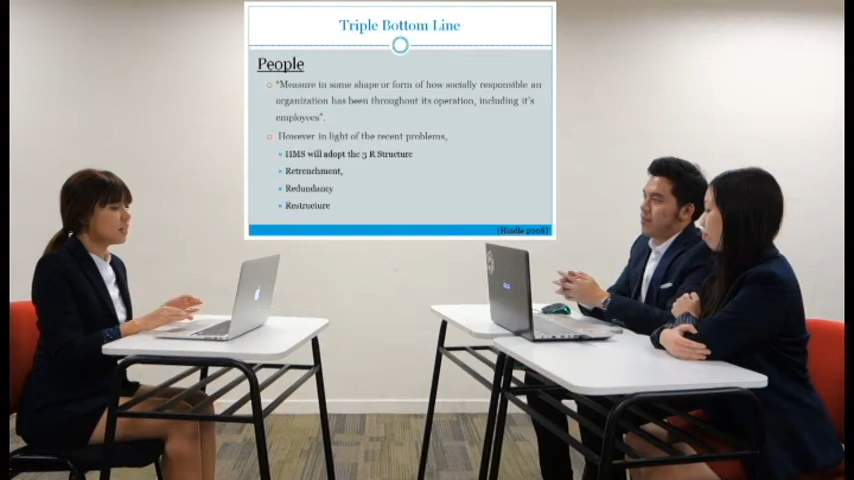 Triple Bottom Line
People
"Measure in some shape or form of how socially responsible an
organization has been throughout its operation, including it's
employees".
However in light of the recent problems,
HMS will adopt the 3 R Structure
Retrenchment,
Redundancy
Restructure
(Hindle 2008)